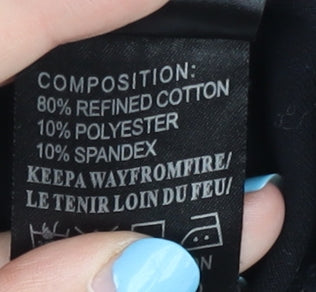 COMPOSITION:
80% REFINED COTTON
10% POLYESTER
10% SPANDEX
KEEPA WAYFROMFIRE/
LE TENIR LOIN DU FEU/